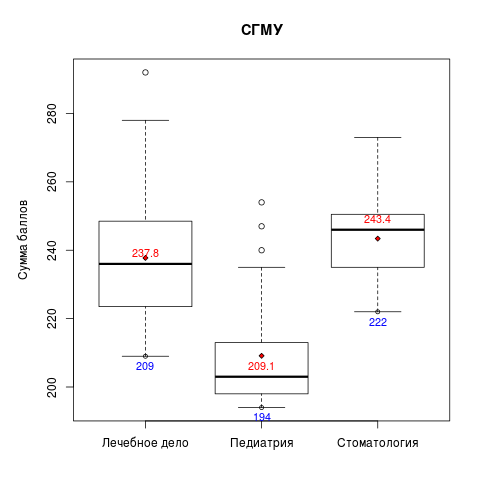 СГМУ
Сумма баллов
280
260
240
220
200
237.8
209
209.1
194
243.4
222
Лечебное дело
Педиатрия
Стоматология